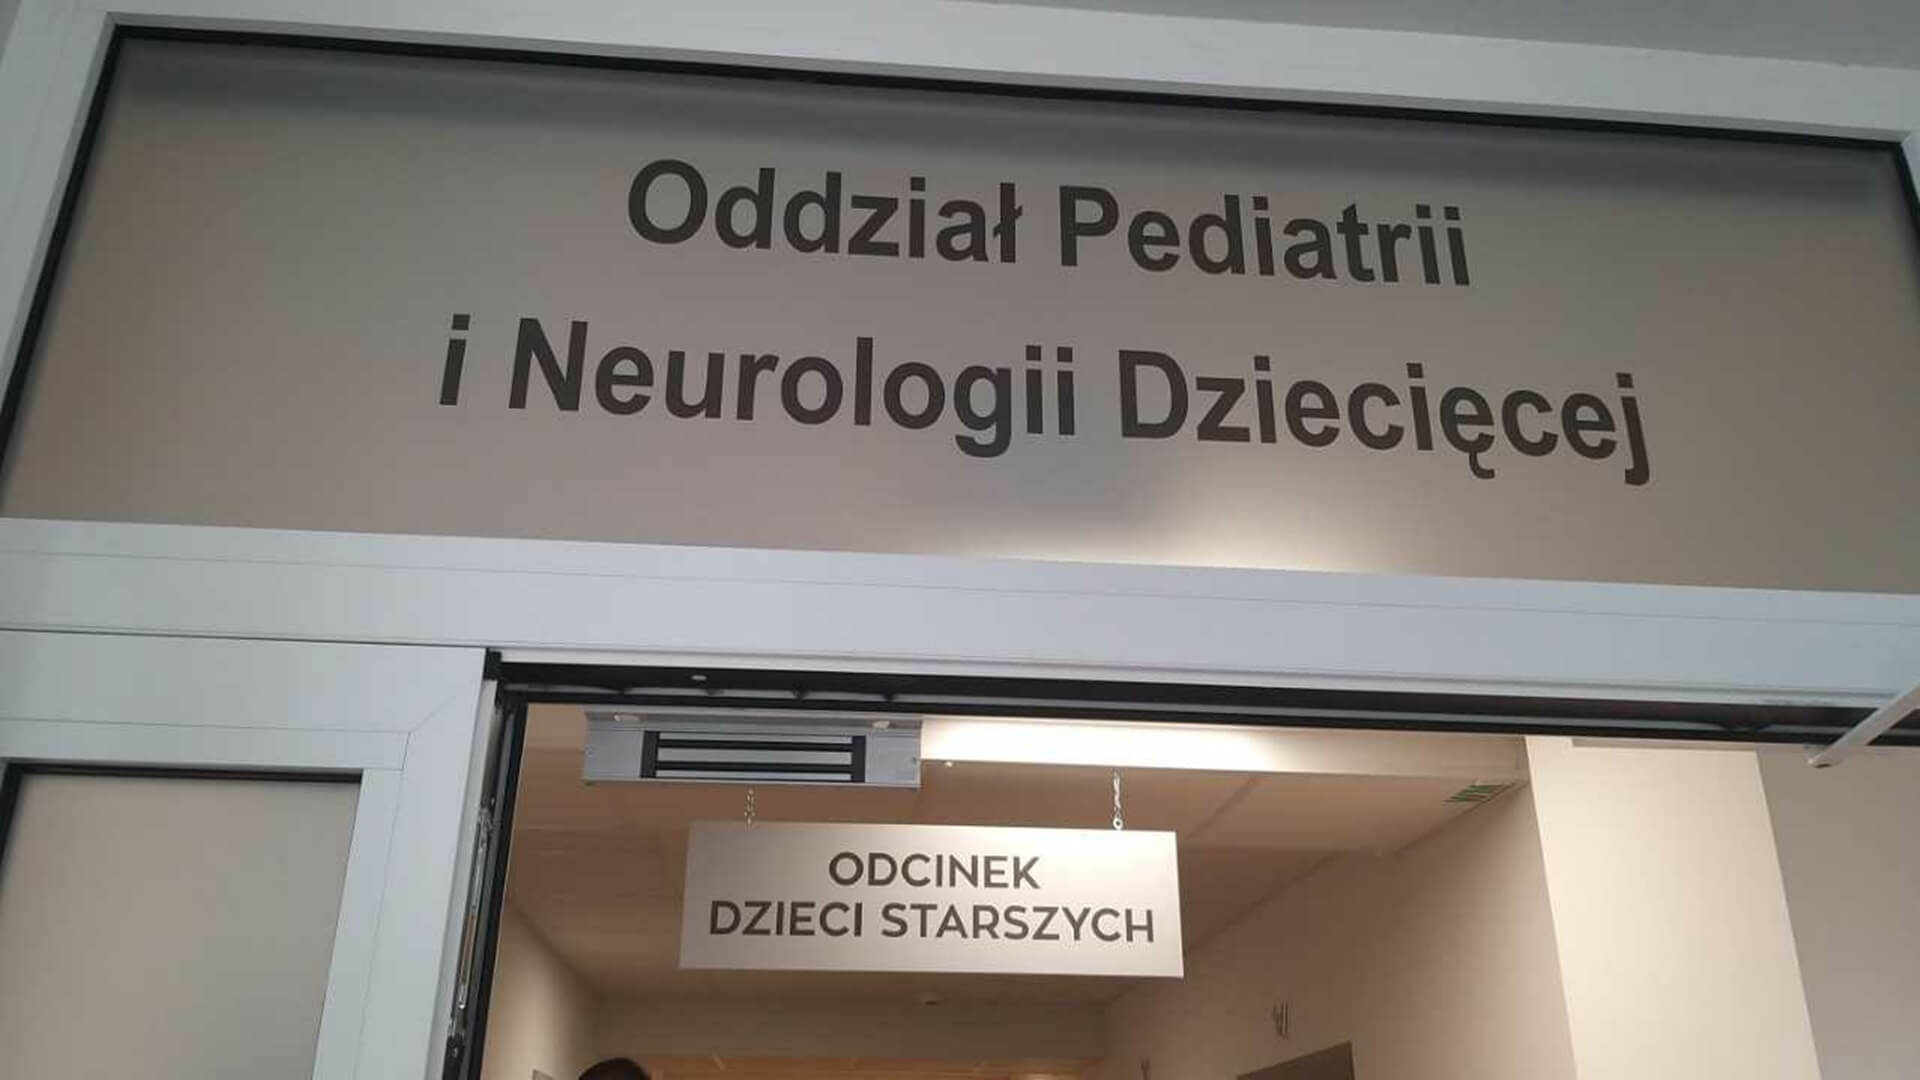 Oddział Pediatrii
i Neurologii Dziecięcej
ODCINEK
DZIECI STARSZYCH